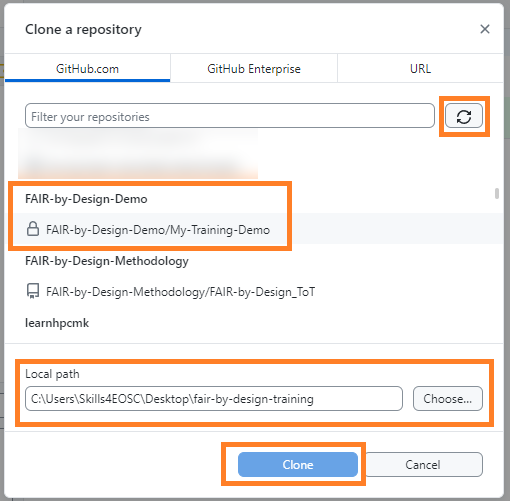 Clone a repository
GitHub.com GitHub Enterprise URL
Filter your repositories
FAIR-by-Design-Demo
FAIR-by-Design-Demo/My-Training-Demo
FAIR-by-Design-Methodology
FAIR-by-Design-Methodology/FAIR-by-Design_ToT
learnhpcmk
Local path
C:\Users\Skills4EOSC\Desktop\fair-by-design-training Choose...
Clone Cancel